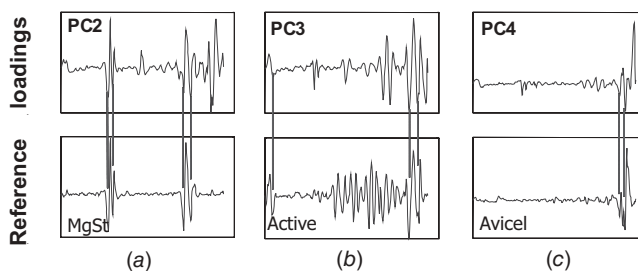 loadings
PC2
PC3
PC4
Reference
MgSt
Active
Avicel
(a)
(b)
(c)